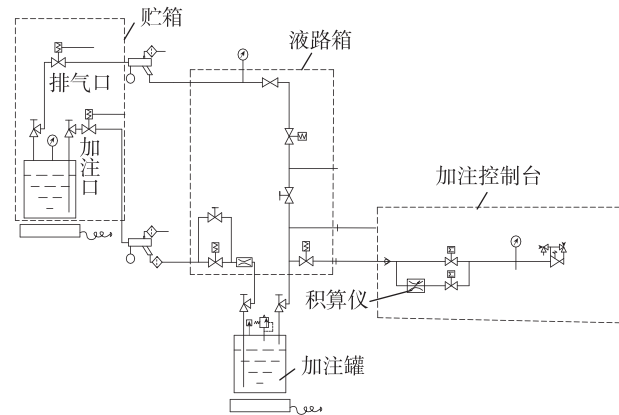 贮箱
液路箱
排气口
加注口
加注控制台
积算仪
加注罐